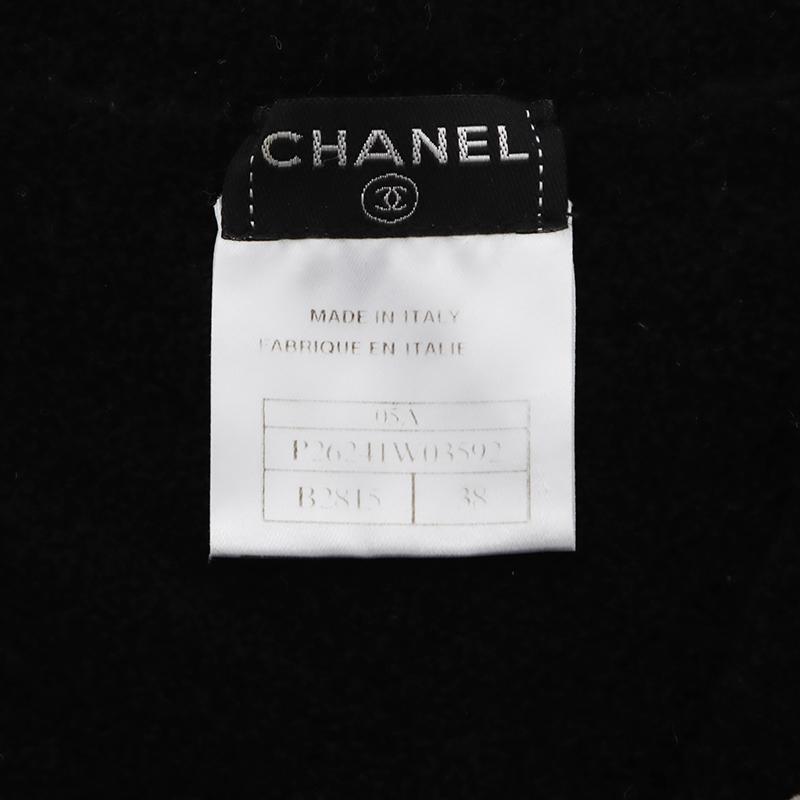 CHANEL
MADE IN ITALY
FABRIQUE EN ITALIE
05A
P26241W03592
B2815 38